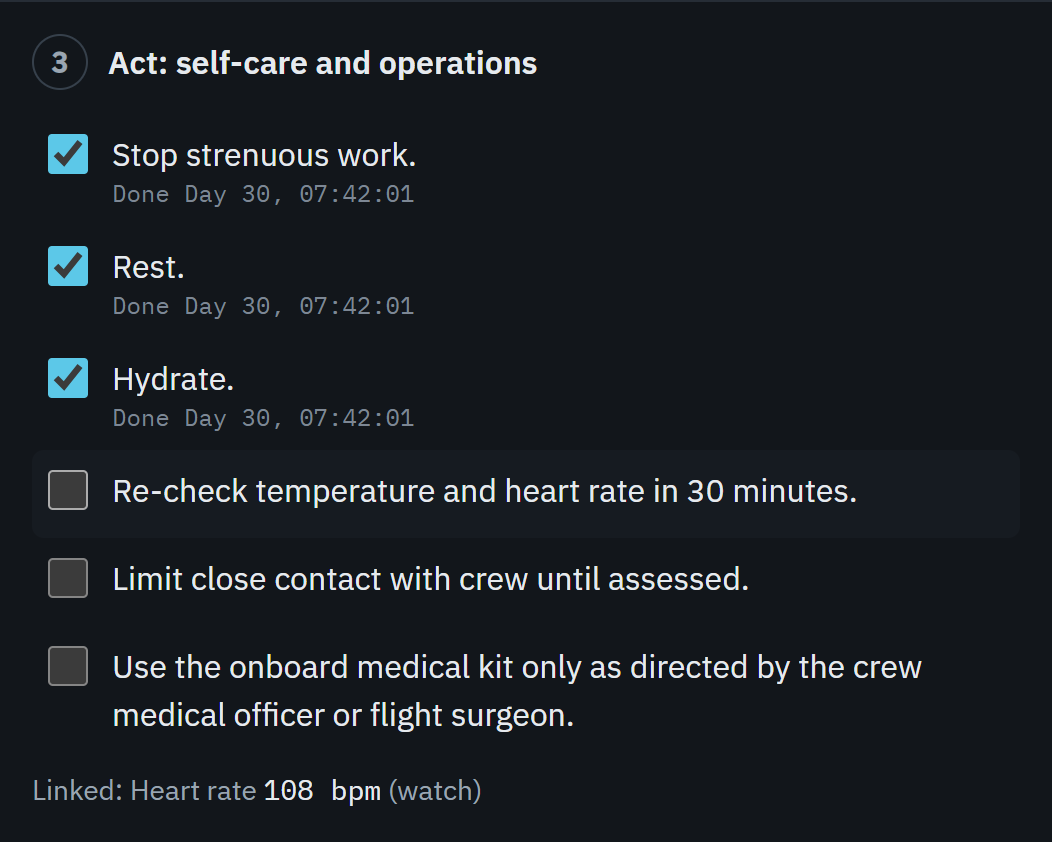 3 Act: self-care and operations
Stop strenuous work.
Done Day 30, 07:42:01
Rest.
Done Day 30, 07:42:01
Hydrate.
Done Day 30, 07:42:01
Re-check temperature and heart rate in 30 minutes.
Limit close contact with crew until assessed.
Use the onboard medical kit only as directed by the crew
medical officer or flight surgeon.
Linked: Heart rate 108 bpm (watch)